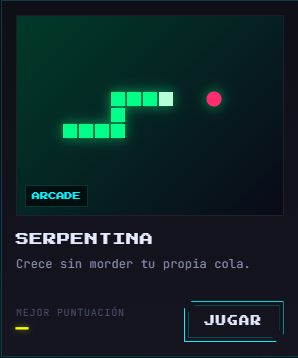 ARCADE
SERPENTINA
Crece sin morder tu propia cola.
MEJOR PUNTUACIÓN
—
JUGAR